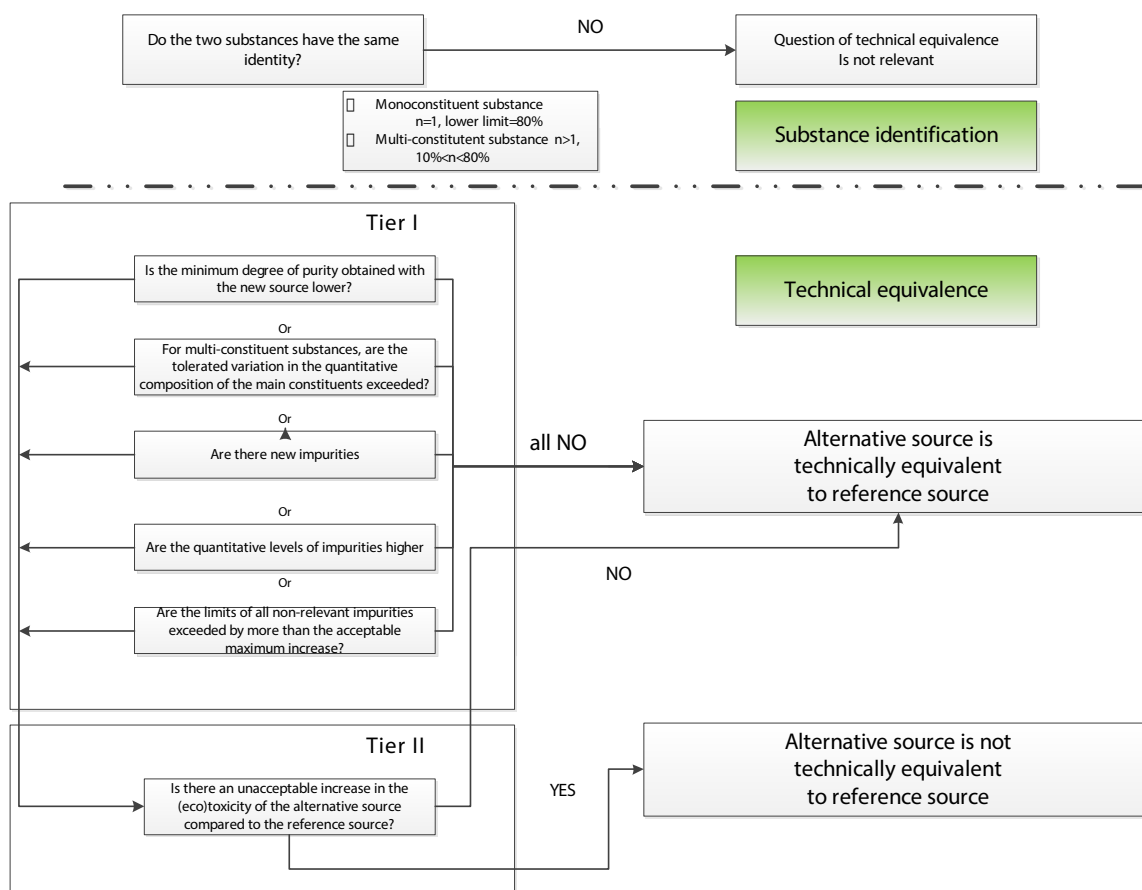 Do the two substances have the same
identity?
NO
Question of technical equivalence
Is not relevant
Monoconstituent substance
n=1, lower limit=80%
Multi-constitutent substance n>1,
10%<n<80%
Substance identification
Tier I
Is the minimum degree of purity obtained with
the new source lower?
Technical equivalence
Or
For multi-constituent substances, are the
tolerated variation in the quantitative
composition of the main constituents exceeded?
Or
Are there new impurities
all NO
Alternative source is
technically equivalent
to reference source
Or
Are the quantitative levels of impurities higher
NO
Or
Are the limits of all non-relevant impurities
exceeded by more than the acceptable
maximum increase?
Tier II
Is there an unacceptable increase in the
(eco)toxicity of the alternative source
compared to the reference source?
YES
Alternative source is not
technically equivalent
to reference source